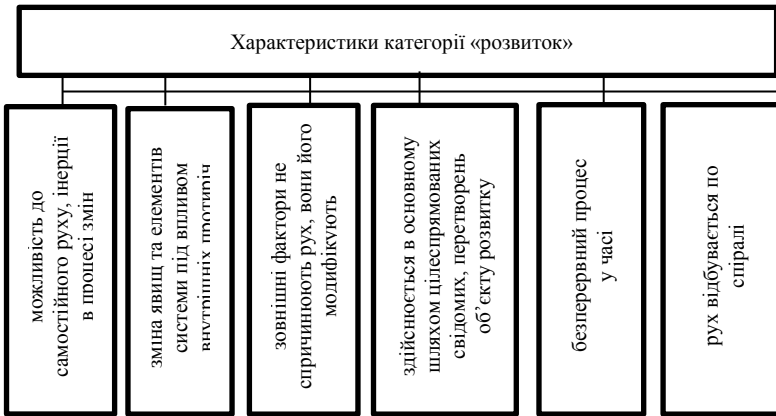 Характеристики категорії «розвиток»
можливість до
самостійного руху, інерції
в процесі змін
зміна явищ та елементів
системи під впливом
внутрішніх протиріч
зовнішні фактори не
спричинюють рух, вони його
модифікують
здійснюється в основному
шляхом цілеспрямованих
свідомих, перетворень
об’єкту розвитку
безперервний процес
у часі
рух відбувається по
спіралі